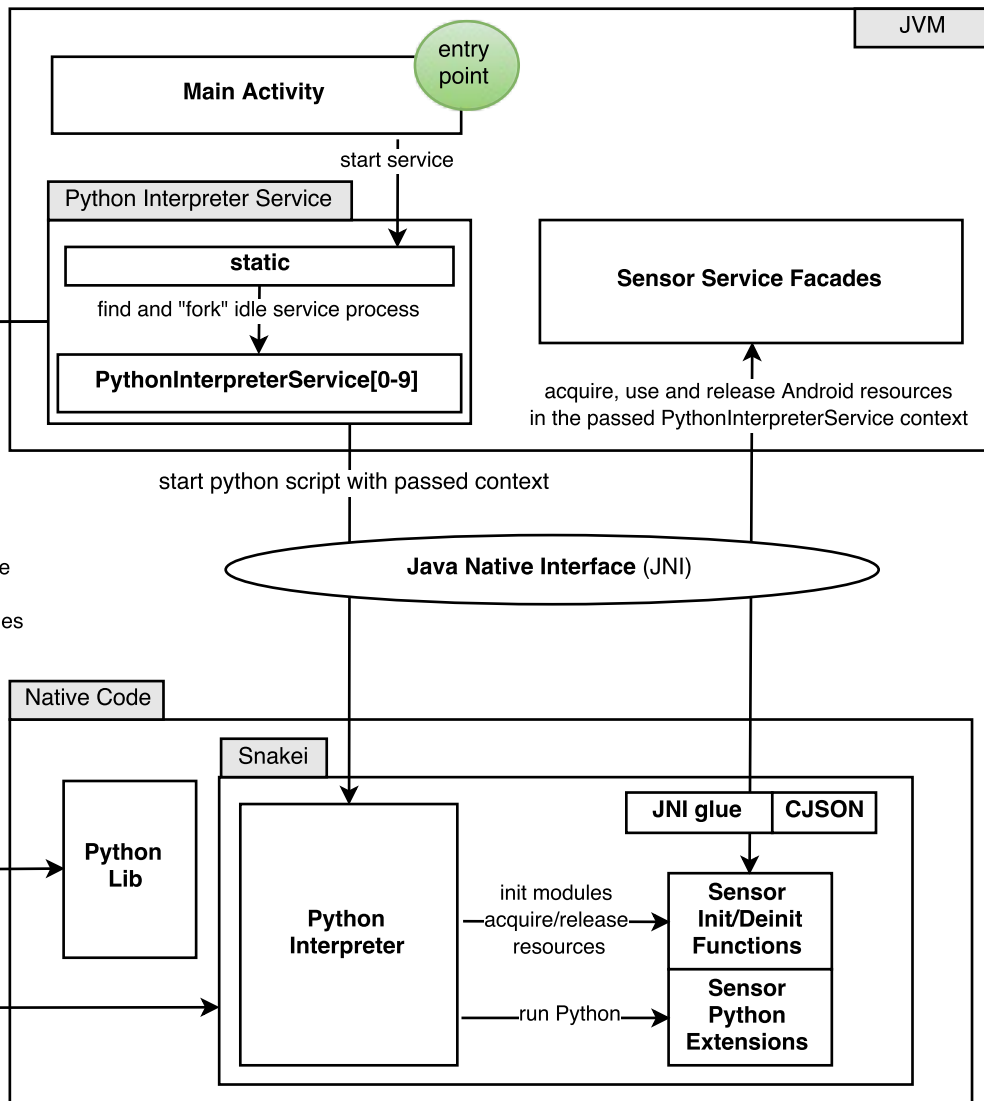 JVM
entry
point
Main Activity
start service
Python Interpreter Service
static
find and "fork" idle service process
PythonInterpreterService[0-9]
Sensor Service Facades
acquire, use and release Android resources
in the passed PythonInterpreterService context
start python script with passed context
Java Native Interface (JNI)
e
es
Native Code
Snakei
Python
Lib
Python
Interpreter
JNI glue
CJSON
init modules
acquire/release
resources
Sensor
Init/Deinit
Functions
run Python
Sensor
Python
Extensions